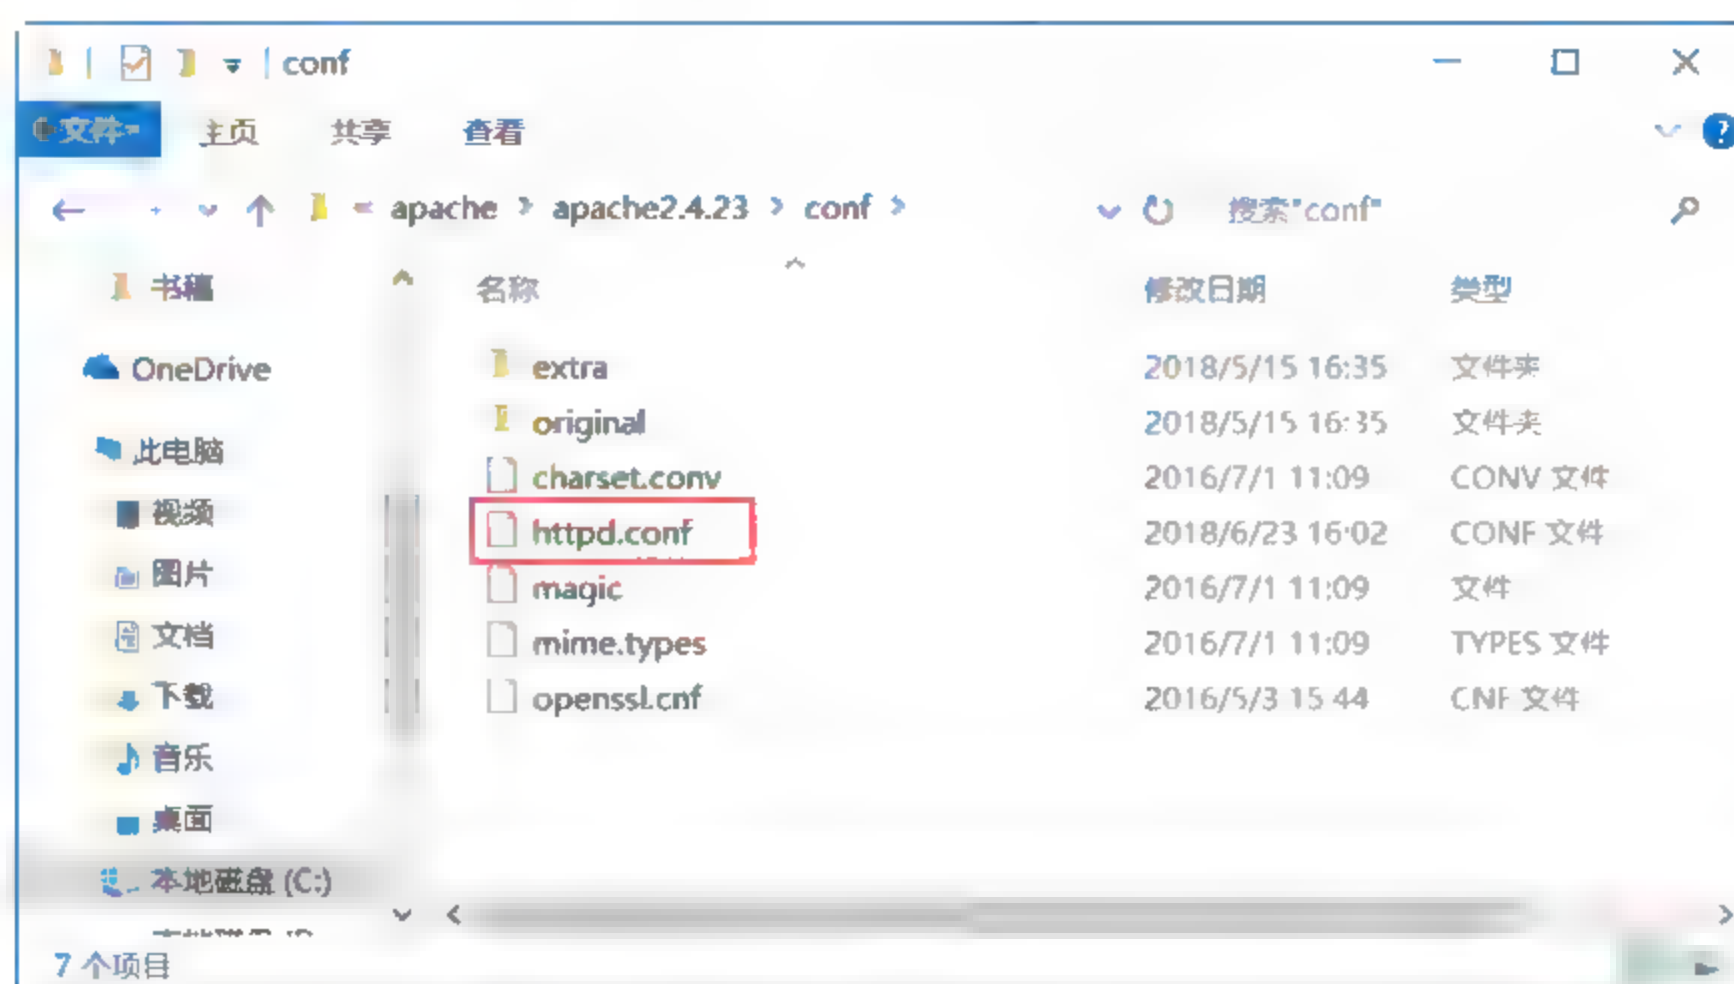 conf
文件 主页 共享 查看
apache > apache2.4.23 > conf > 搜索"conf"
书稿 名称 修改日期 类型
OneDrive extra 2018/5/15 16:35 文件夹
original 2018/5/15 16:35 文件夹
此电脑 charset.conv 2016/7/1 11:09 CONV 文件
视频 httpd.conf 2018/6/23 16:02 CONF 文件
图片 magic 2016/7/1 11:09 文件
文档 mime.types 2016/7/1 11:09 TYPES 文件
下载 openssl.cnf 2016/5/3 15:44 CNF 文件
音乐
桌面
本地磁盘 (C:)
7 个项目